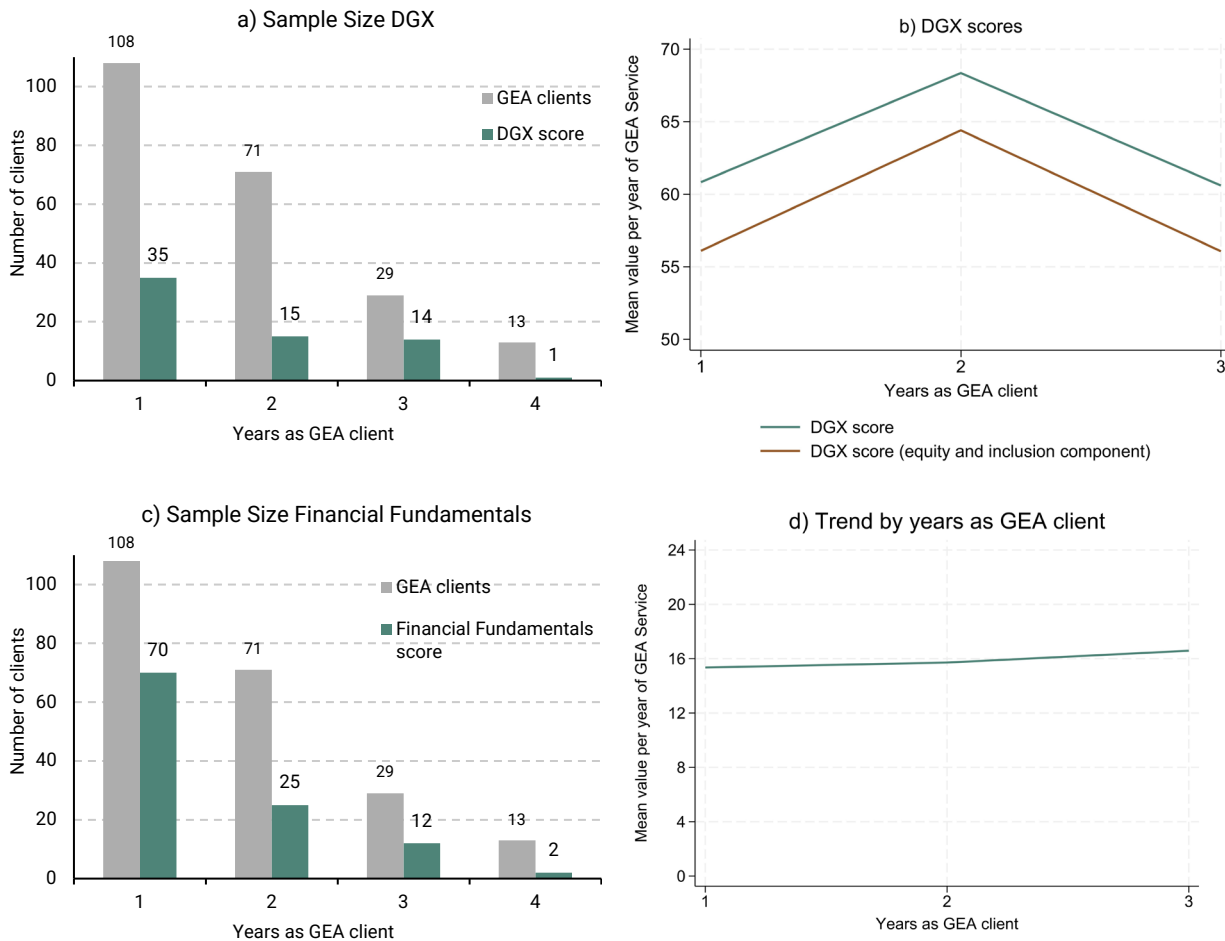 a) Sample Size DGX
Number of clients
100
80
60
40
20
0
108
35
71
15
29
14
13
1
GEA clients
DGX score
1 2 3 4
Years as GEA client
b) DGX scores
Mean value per year of GEA Service
70
65
60
55
50
1 2 3
Years as GEA client
DGX score
DGX score (equity and inclusion component)
c) Sample Size Financial Fundamentals
Number of clients
100
80
60
40
20
0
108
70
71
25
29
12
13
2
GEA clients
Financial Fundamentals
score
1 2 3 4
Years as GEA client
d) Trend by years as GEA client
Mean value per year of GEA Service
24
20
16
12
8
4
0
1 2 3
Years as GEA client